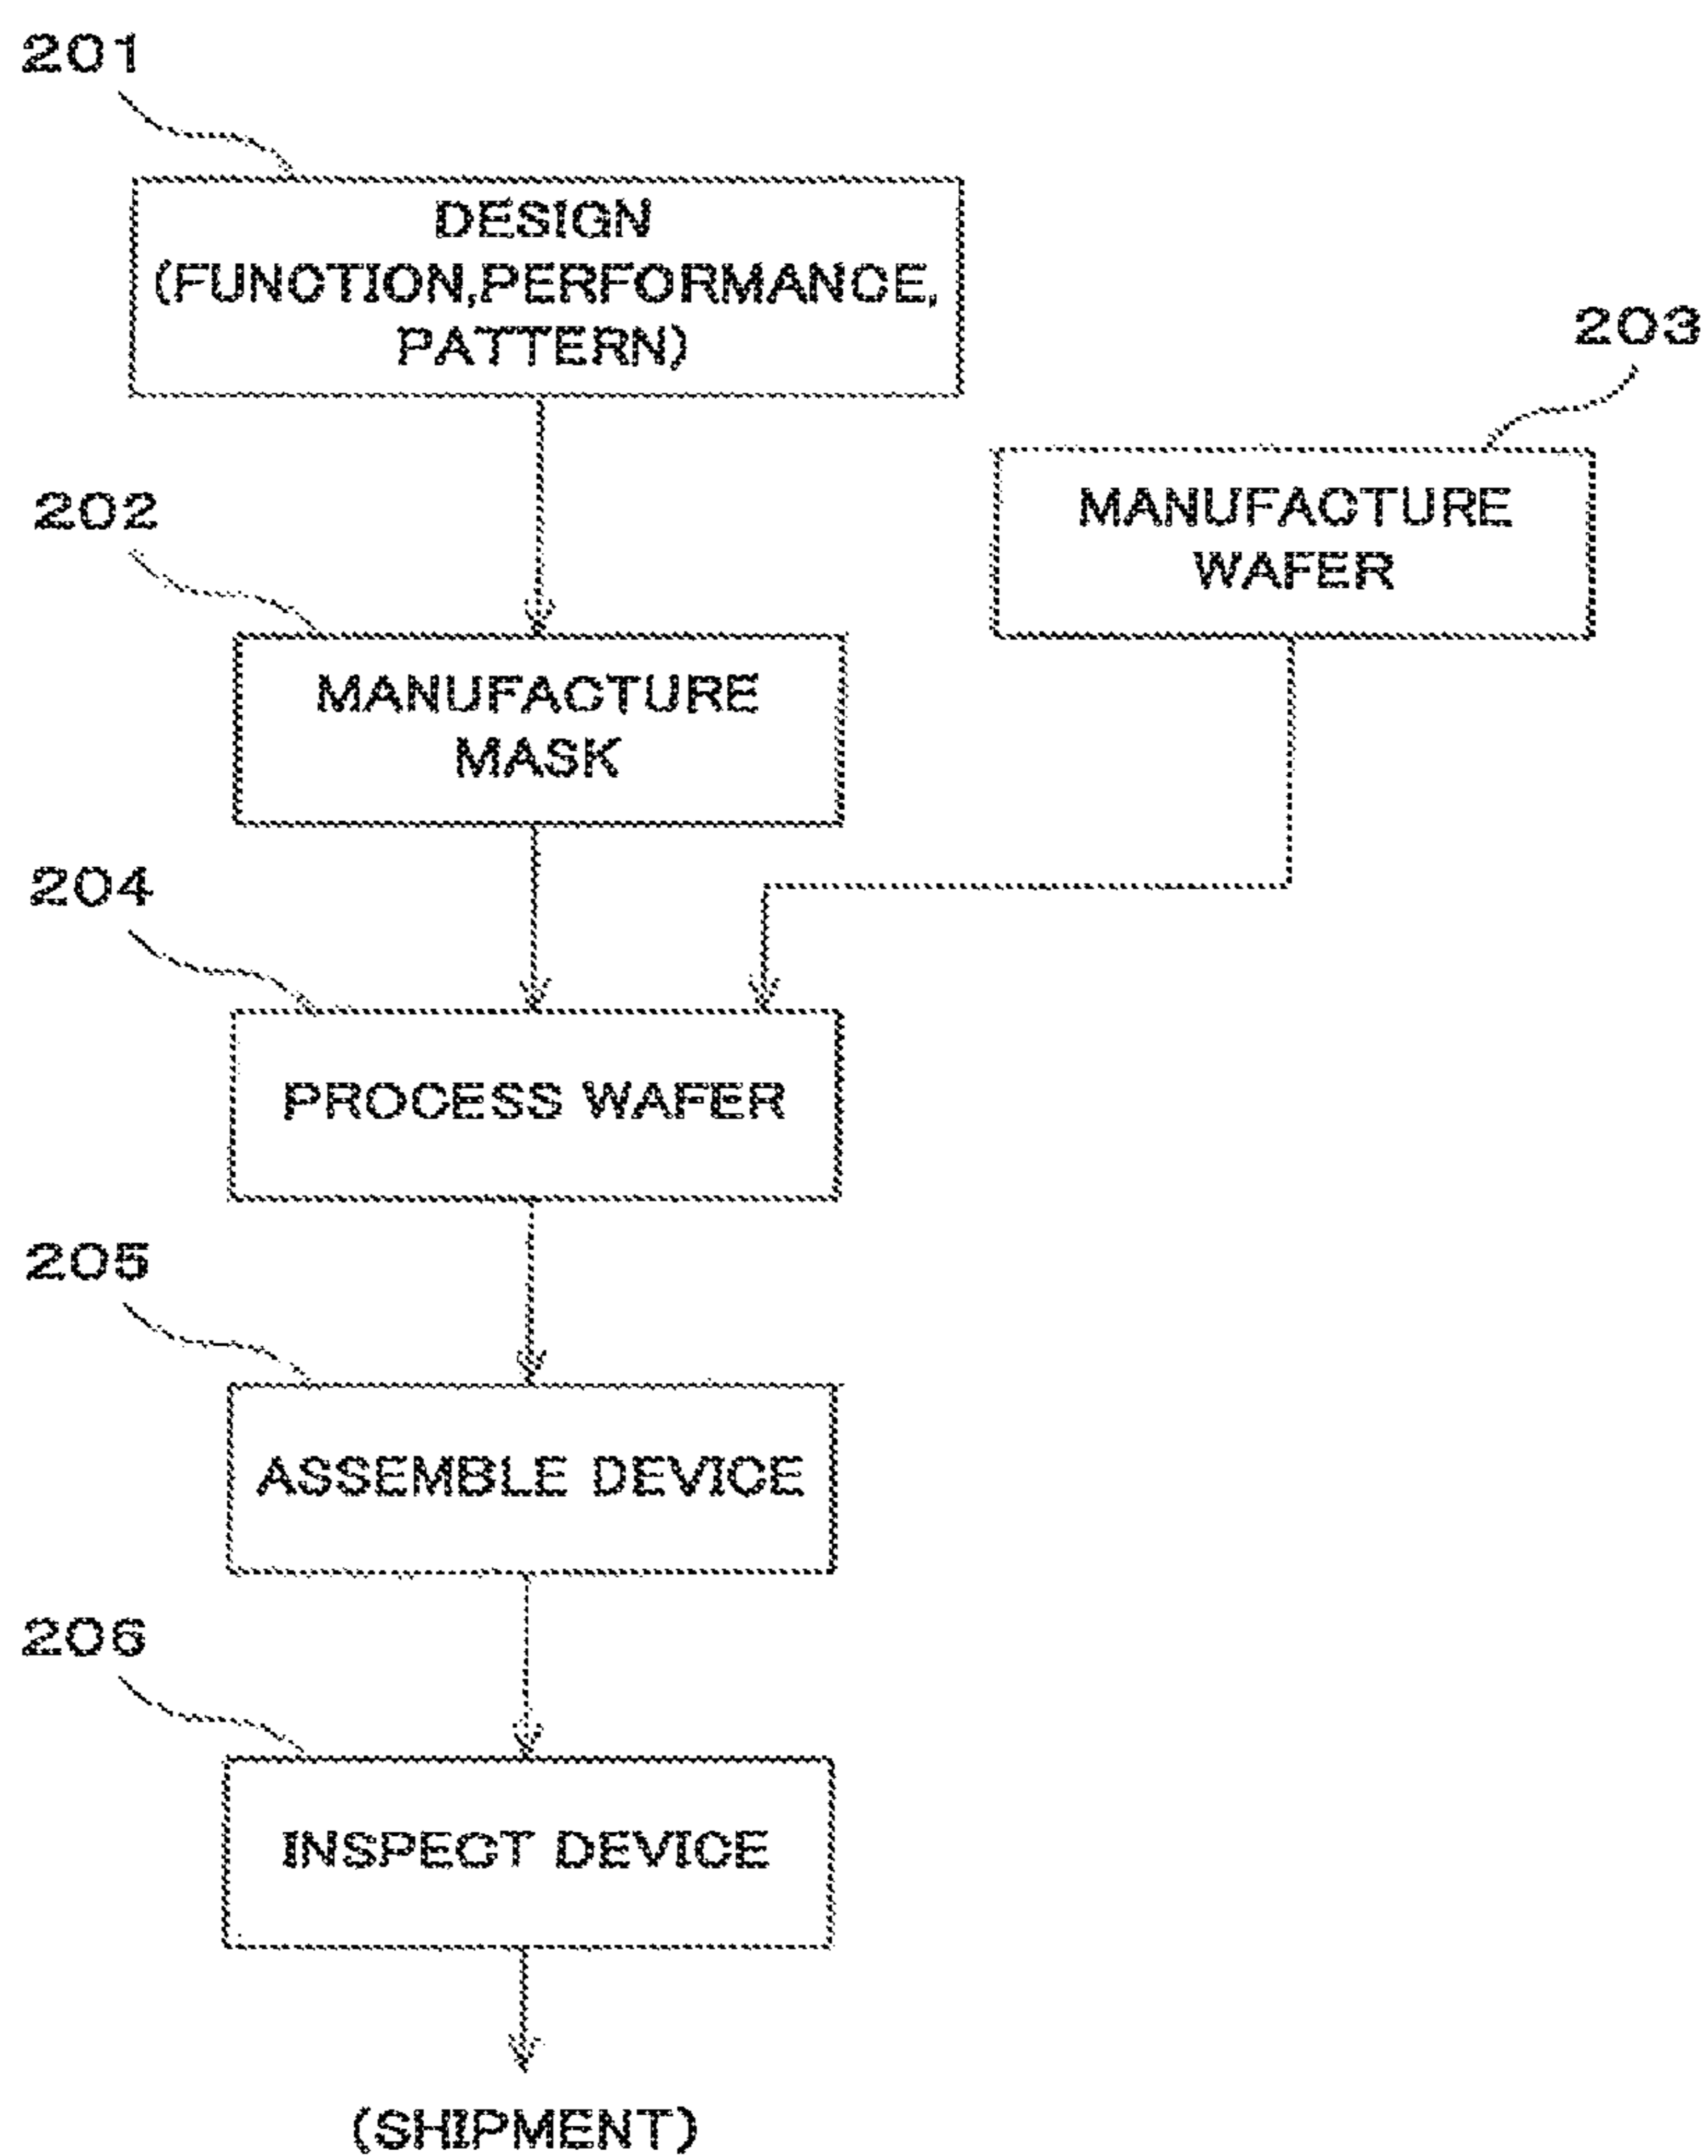 201
DESIGN
(FUNCTION,PERFORMANCE,
PATTERN)
203
MANUFACTURE
WAFER
202
MANUFACTURE
MASK
204
PROCESS WAFER
205
ASSEMBLE DEVICE
206
INSPECT DEVICE
(SHIPMENT)